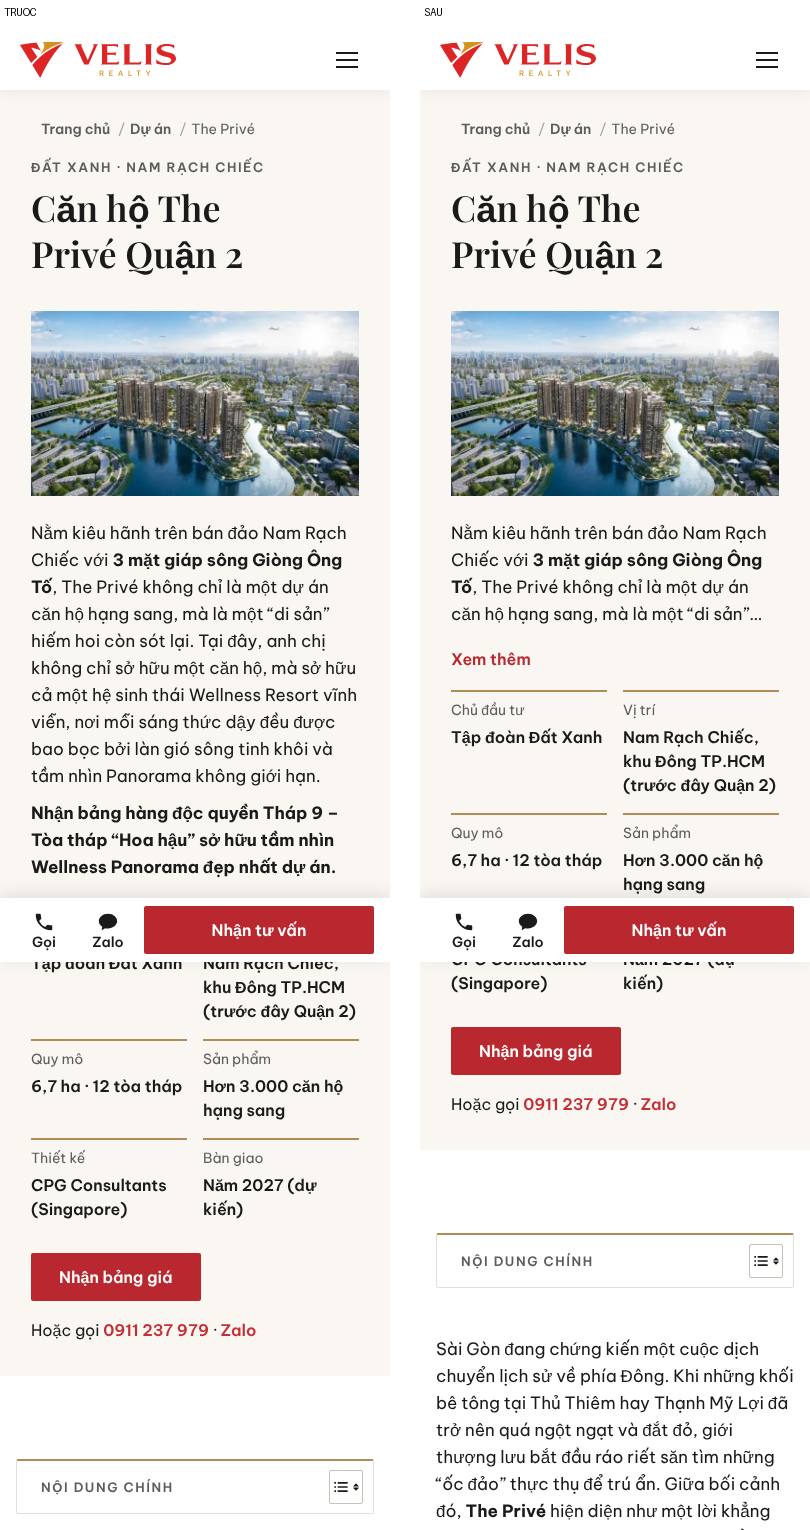 TRUOC
VELIS
REALTY
Trang chủ / Dự án / The Privé
ĐẤT XANH · NAM RẠCH CHIẾC
Căn hộ The
Privé Quận 2
Nằm kiêu hãnh trên bán đảo Nam Rạch
Chiếc với 3 mặt giáp sông Giòng Ông
Tố, The Privé không chỉ là một dự án
căn hộ hạng sang, mà là một “di sản”
hiếm hoi còn sót lại. Tại đây, anh chị
không chỉ sở hữu một căn hộ, mà sở hữu
cả một hệ sinh thái Wellness Resort vĩnh
viễn, nơi mỗi sáng thức dậy đều được
bao bọc bởi làn gió sông tinh khôi và
tầm nhìn Panorama không giới hạn.
Nhận bảng hàng độc quyền Tháp 9 –
Tòa tháp “Hoa hậu” sở hữu tầm nhìn
Wellness Panorama đẹp nhất dự án.
Gọi
Zalo
Nhận tư vấn
Tập đoàn Đất Xanh
Nam Rạch Chiếc,
khu Đông TP.HCM
(trước đây Quận 2)
Quy mô
6,7 ha · 12 tòa tháp
Sản phẩm
Hơn 3.000 căn hộ
hạng sang
Thiết kế
CPG Consultants
(Singapore)
Bàn giao
Năm 2027 (dự
kiến)
Nhận bảng giá
Hoặc gọi 0911 237 979 · Zalo
NỘI DUNG CHÍNH
SAU
VELIS
REALTY
Trang chủ / Dự án / The Privé
ĐẤT XANH · NAM RẠCH CHIẾC
Căn hộ The
Privé Quận 2
Nằm kiêu hãnh trên bán đảo Nam Rạch
Chiếc với 3 mặt giáp sông Giòng Ông
Tố, The Privé không chỉ là một dự án
căn hộ hạng sang, mà là một “di sản”...
Xem thêm
Chủ đầu tư
Tập đoàn Đất Xanh
Vị trí
Nam Rạch Chiếc,
khu Đông TP.HCM
(trước đây Quận 2)
Quy mô
6,7 ha · 12 tòa tháp
Sản phẩm
Hơn 3.000 căn hộ
hạng sang
Gọi
Zalo
Nhận tư vấn
CPG Consultants
(Singapore)
Năm 2027 (dự
kiến)
Nhận bảng giá
Hoặc gọi 0911 237 979 · Zalo
NỘI DUNG CHÍNH
Sài Gòn đang chứng kiến một cuộc dịch
chuyển lịch sử về phía Đông. Khi những khối
bê tông tại Thủ Thiêm hay Thạnh Mỹ Lợi đã
trở nên quá ngột ngạt và đắt đỏ, giới
thượng lưu bắt đầu ráo riết săn tìm những
“ốc đảo” thực thụ để trú ẩn. Giữa bối cảnh
đó, The Privé hiện diện như một lời khẳng